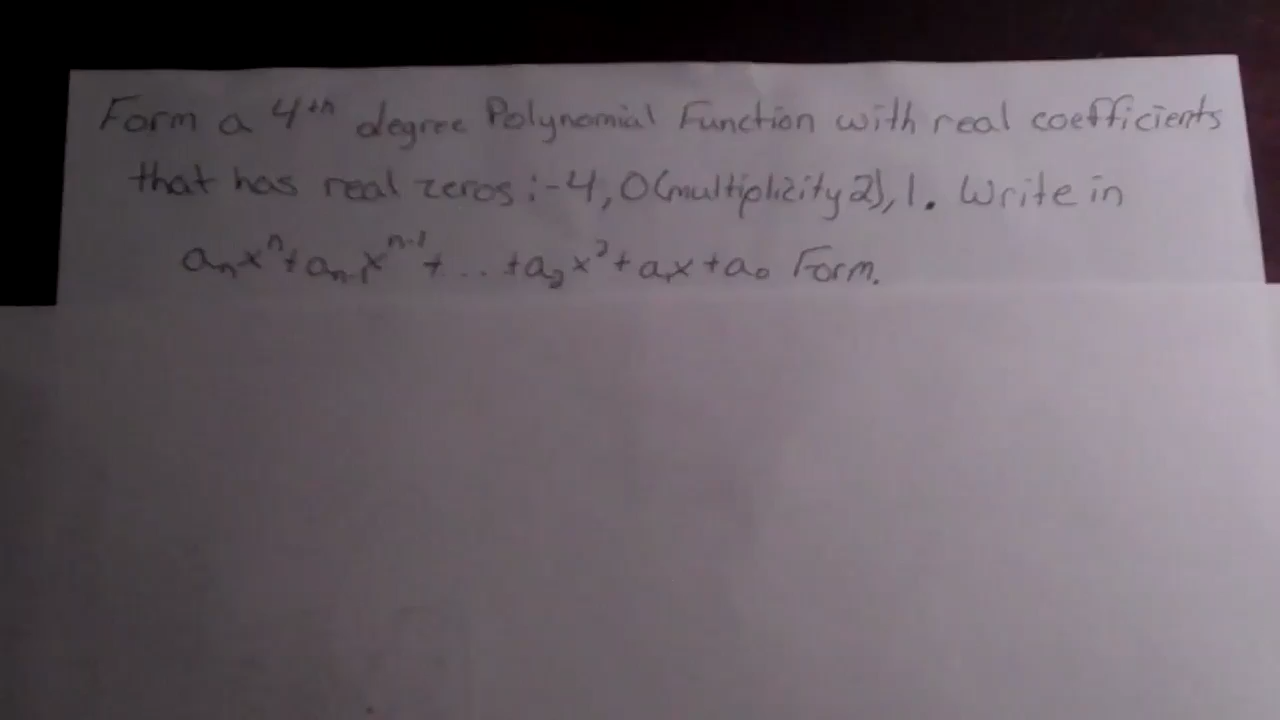 Form a 4th degree Polynomial Function with real coefficients
that has real zeros: -4, 0(multiplicity 2), 1. Write in
aₙxⁿ+aₙ₋₁xⁿ⁻¹+...+a₂x²+a₁x+a₀ Form.